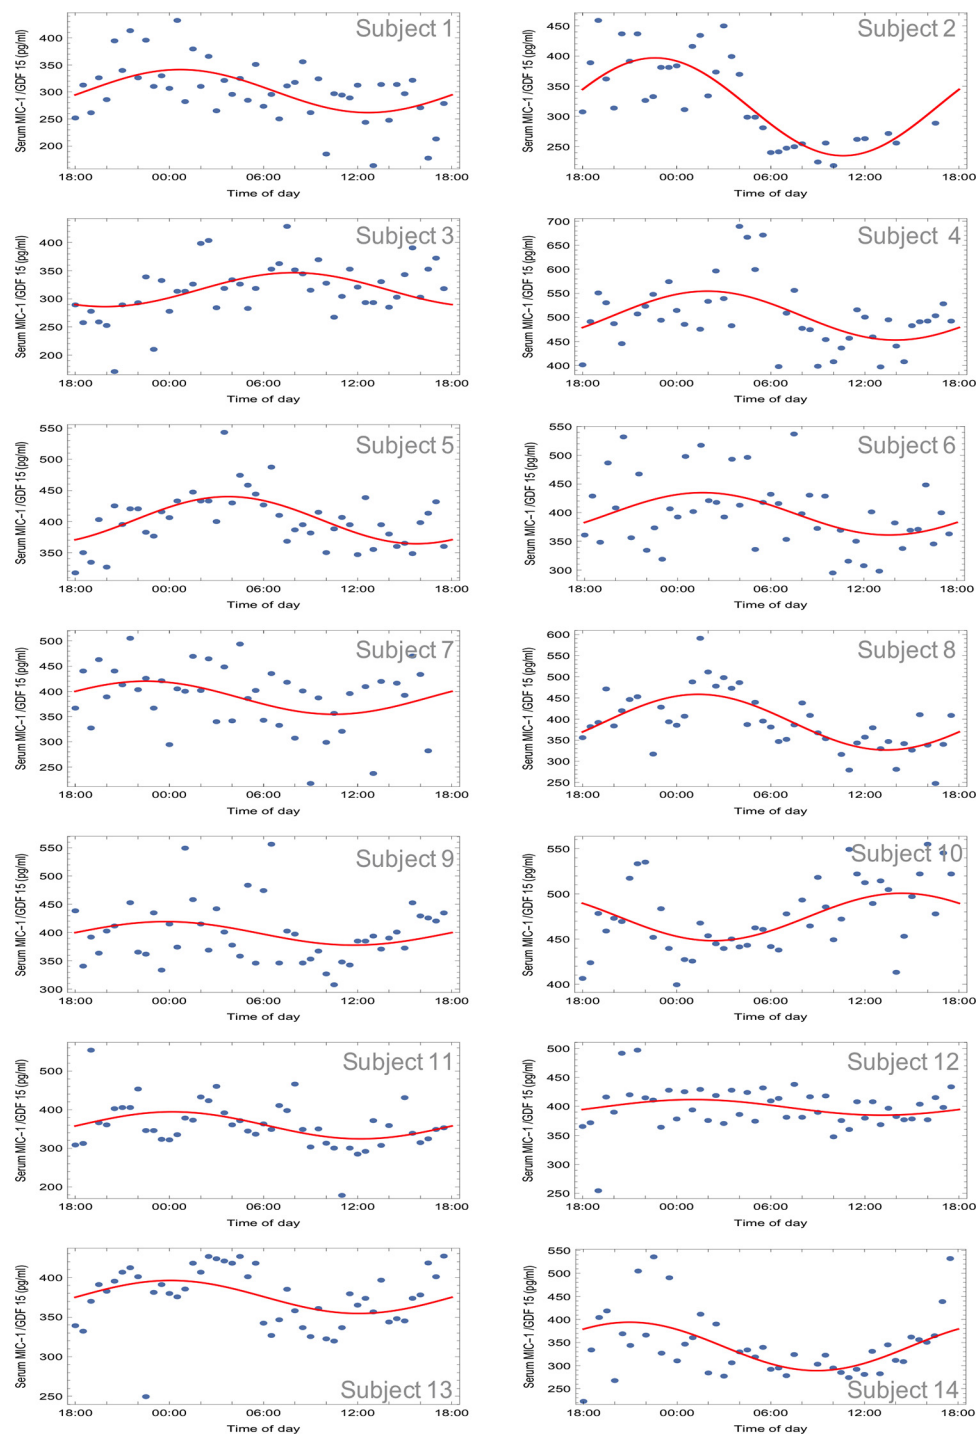 Subject 1
Serum MIC-1 /GDF 15 (pg/ml)
400
350
300
250
200
18:00 00:00 06:00 12:00 18:00
Time of day
Subject 2
Serum MIC-1 /GDF 15 (pg/ml)
450
400
350
300
250
18:00 00:00 06:00 12:00 18:00
Time of day
Subject 3
Serum MIC-1 /GDF 15 (pg/ml)
400
350
300
250
200
18:00 00:00 06:00 12:00 18:00
Time of day
Subject 4
Serum MIC-1 /GDF 15 (pg/ml)
700
650
600
550
500
450
400
18:00 00:00 06:00 12:00 18:00
Time of day
Subject 5
Serum MIC-1 /GDF 15 (pg/ml)
550
500
450
400
350
18:00 00:00 06:00 12:00 18:00
Time of day
Subject 6
Serum MIC-1 /GDF 15 (pg/ml)
550
500
450
400
350
300
18:00 00:00 06:00 12:00 18:00
Time of day
Subject 7
Serum MIC-1 /GDF 15 (pg/ml)
500
450
400
350
300
250
18:00 00:00 06:00 12:00 18:00
Time of day
Subject 8
Serum MIC-1 /GDF 15 (pg/ml)
600
550
500
450
400
350
300
250
18:00 00:00 06:00 12:00 18:00
Time of day
Subject 9
Serum MIC-1 /GDF 15 (pg/ml)
550
500
450
400
350
300
18:00 00:00 06:00 12:00 18:00
Time of day
Subject 10
Serum MIC-1 /GDF 15 (pg/ml)
550
500
450
400
18:00 00:00 06:00 12:00 18:00
Time of day
Subject 11
Serum MIC-1 /GDF 15 (pg/ml)
500
400
300
200
18:00 00:00 06:00 12:00 18:00
Time of day
Subject 12
Serum MIC-1 /GDF 15 (pg/ml)
500
450
400
350
300
250
18:00 00:00 06:00 12:00 18:00
Time of day
Subject 13
Serum MIC-1 /GDF 15 (pg/ml)
400
350
300
250
18:00 00:00 06:00 12:00 18:00
Time of day
Subject 14
Serum MIC-1 /GDF 15 (pg/ml)
550
500
450
400
350
300
250
18:00 00:00 06:00 12:00 18:00
Time of day